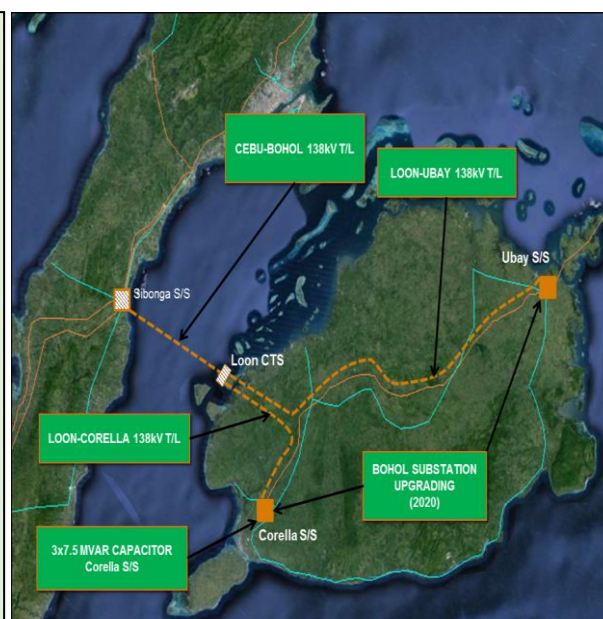 CEBU-BOHOL 138kV T/L
LOON-UBAY 138kV T/L
Ubay S/S
Sibonga S/S
Loon CTS
LOON-CORELLA 138kV T/L
BOHOL SUBSTATION
UPGRADING
(2020)
3x7.5 MVAR CAPACITOR
Corella S/S
Corella S/S